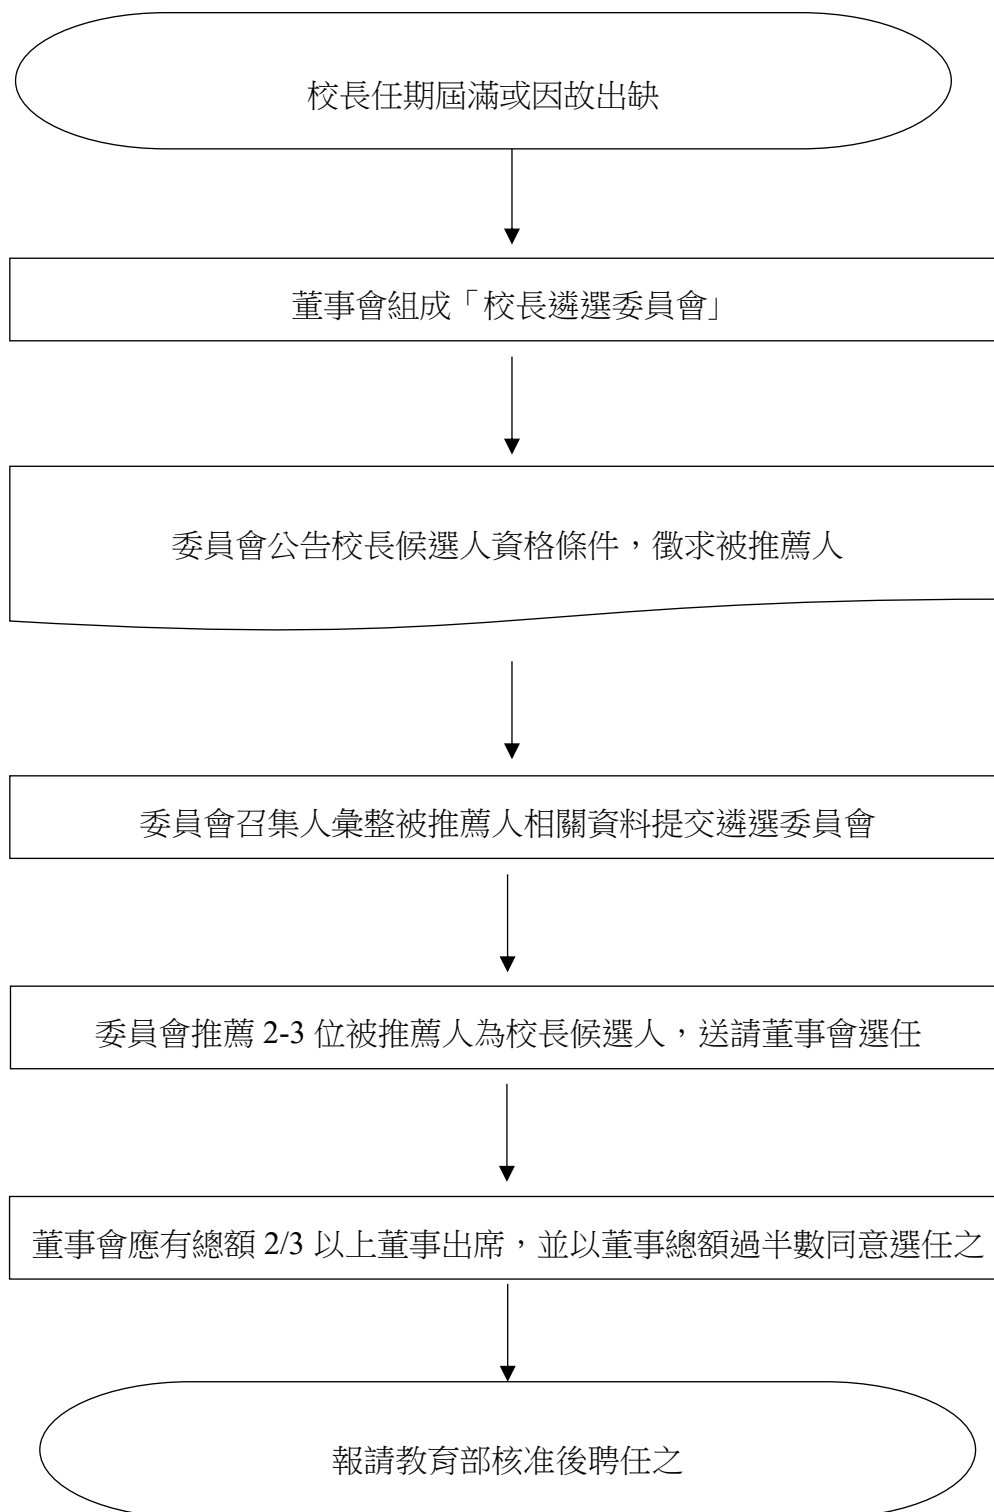 校長任期屆滿或因故出缺
董事會組成「校長遴選委員會」
委員會公告校長候選人資格條件，徵求被推薦人
委員會召集人彙整被推薦人相關資料提交遴選委員會
委員會推薦 2-3 位被推薦人為校長候選人，送請董事會選任
董事會應有總額 2/3 以上董事出席，並以董事總額過半數同意選任之
報請教育部核准後聘任之